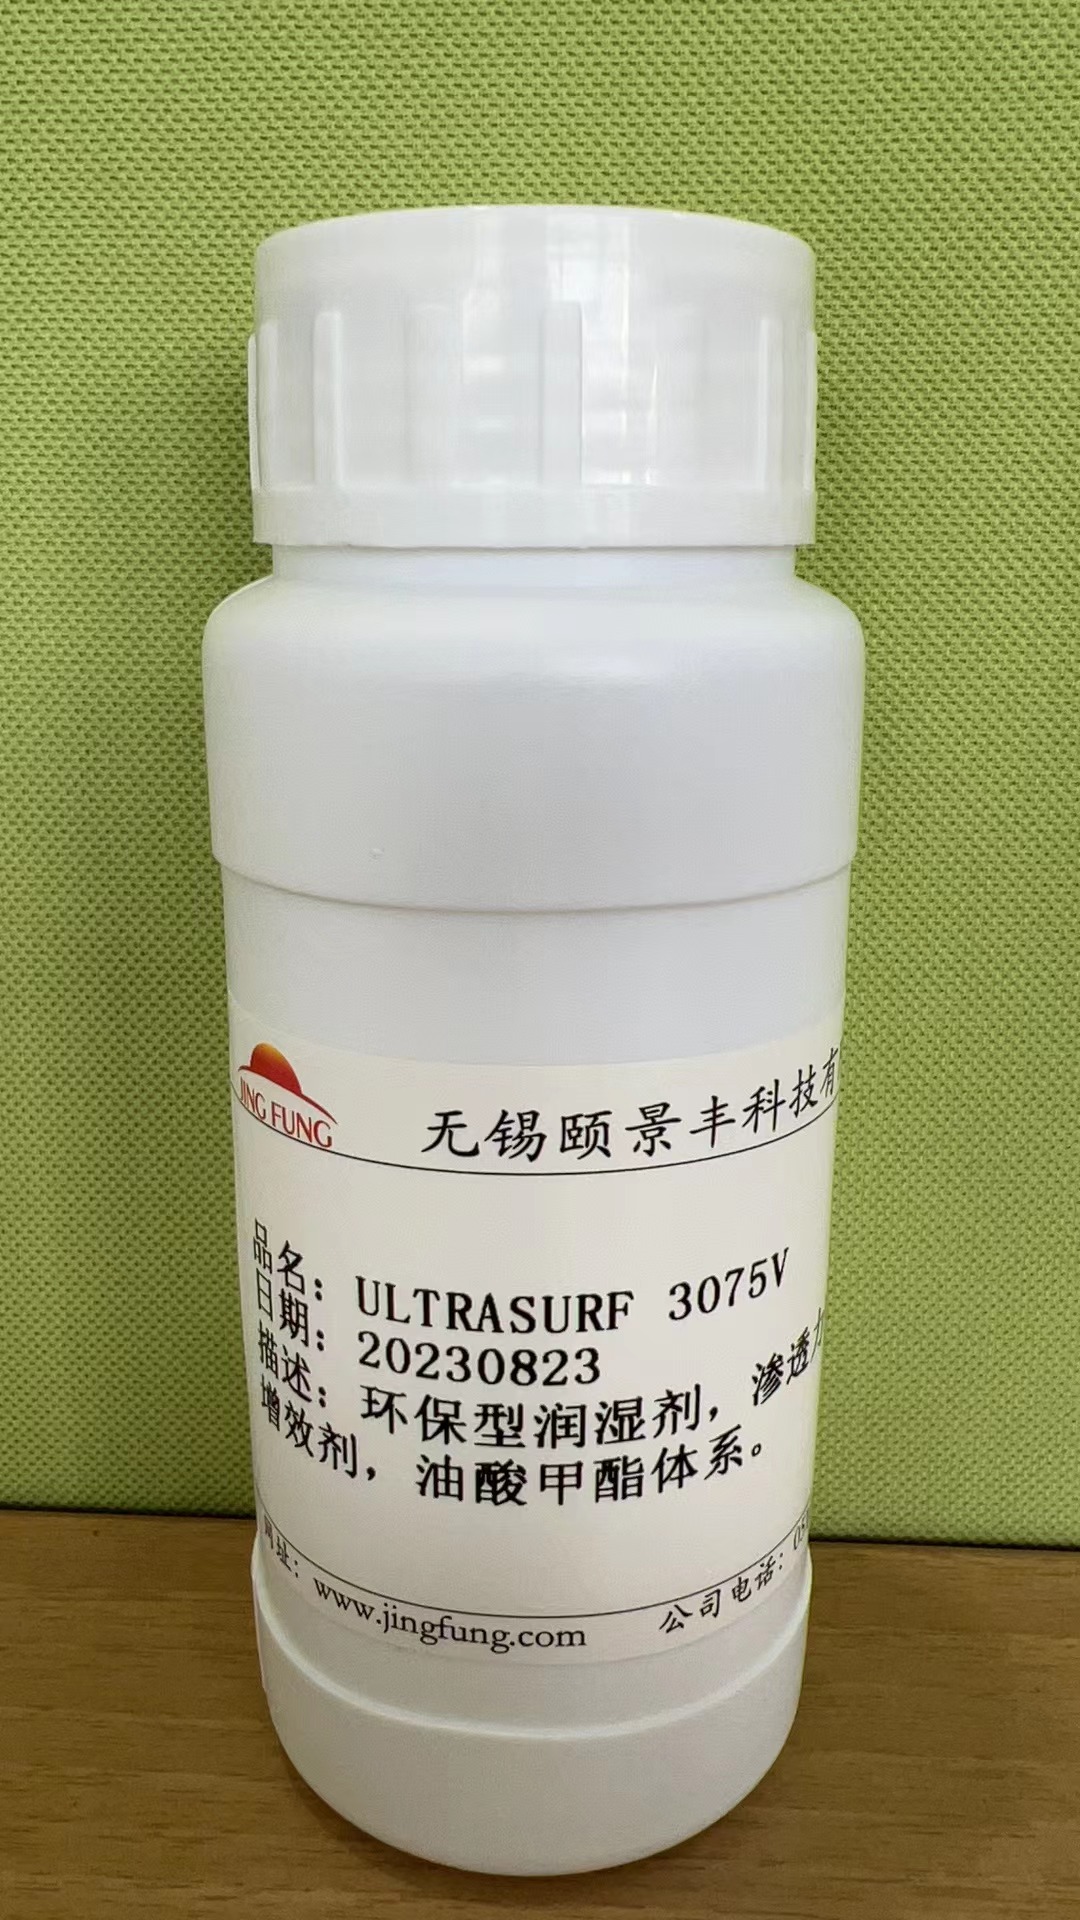 JING FUNG
无锡颐景丰科技有
品名：ULTRASURF 3075V
日期：20230823
描述：环保型润湿剂，渗透力
增效剂，油酸甲酯体系。
网址：www.jingfung.com 公司电话：05